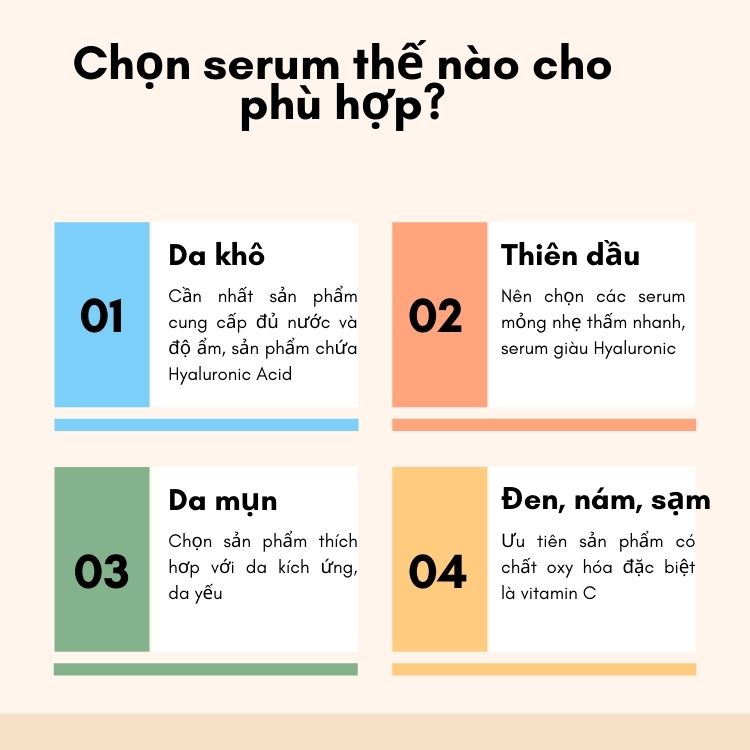 Chọn serum thế nào cho
phù hợp?
01
Da khô
Cần nhất sản phẩm
cung cấp đủ nước và
độ ẩm, sản phẩm chứa
Hyaluronic Acid
02
Thiên dầu
Nên chọn các serum
mỏng nhẹ thấm nhanh,
serum giàu Hyaluronic
03
Da mụn
Chọn sản phẩm thích
hơp với da kích ứng,
da yếu
04
Đen, nám, sạm
Ưu tiên sản phẩm có
chất oxy hóa đặc biệt
là vitamin C